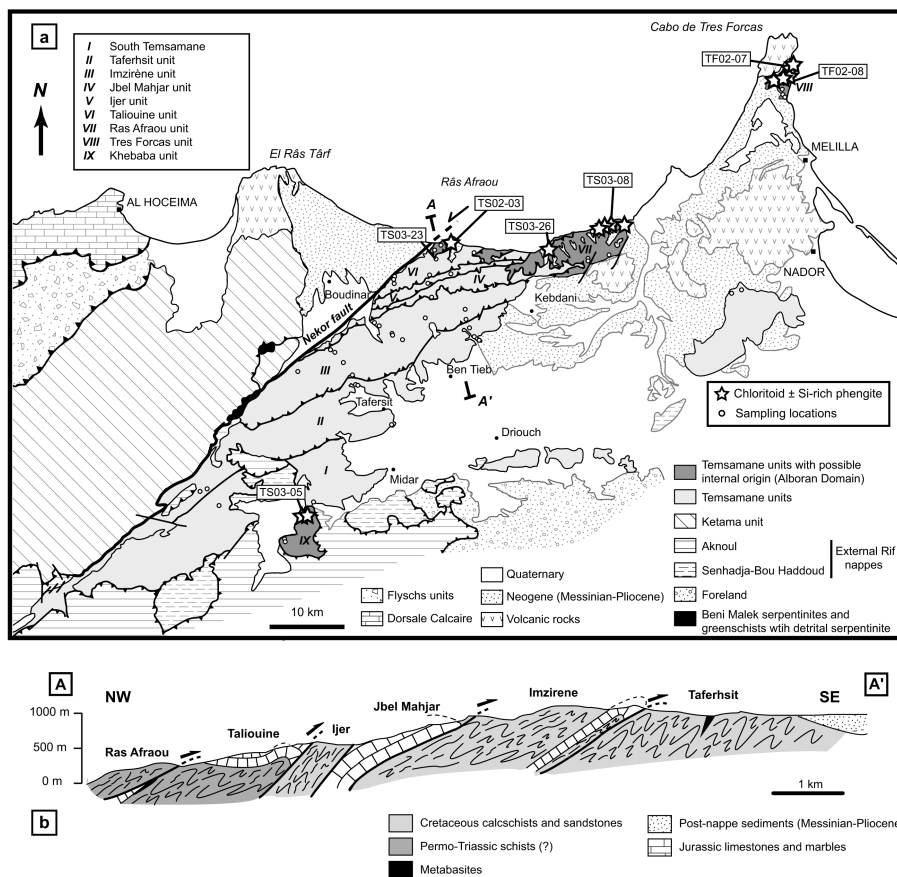 a
I South Temsamane
II Taferhsit unit
III Imzirène unit
IV Jbel Mahjar unit
V Ijer unit
VI Taliouine unit
VII Ras Afraou unit
VIII Tres Forcas unit
IX Khebaba unit
N
Cabo de Tres Forcas
TF02-07
TF02-08
VIII
MELILLA
El Râs Târf
Râs Afraou
TS03-08
AL HOCEIMA
A
TS02-03
TS03-26
TS03-23
VII
NADOR
VI
IV
Boudinar
V
Kebdani
Nekor fault
III
Ben Tieb
A'
Tafersit
II
Driouch
I
Midar
TS03-05
IX
Chloritoid ± Si-rich phengite
Sampling locations
Temsamane units with possible
internal origin (Alboran Domain)
Temsamane units
Ketama unit
Aknoul
Senhadja-Bou Haddoud
External Rif
nappes
Foreland
Beni Malek serpentinites and
greenschists wtih detrital serpentinite
Quaternary
Neogene (Messinian-Pliocene)
Volcanic rocks
Flyschs units
Dorsale Calcaire
10 km
A
NW
A'
SE
1000 m
500 m
0 m
Ras Afraou
Taliouine
Ijer
Jbel Mahjar
Imzirene
Taferhsit
1 km
b
Cretaceous calcschists and sandstones
Permo-Triassic schists (?)
Metabasites
Post-nappe sediments (Messinian-Pliocene
Jurassic limestones and marbles